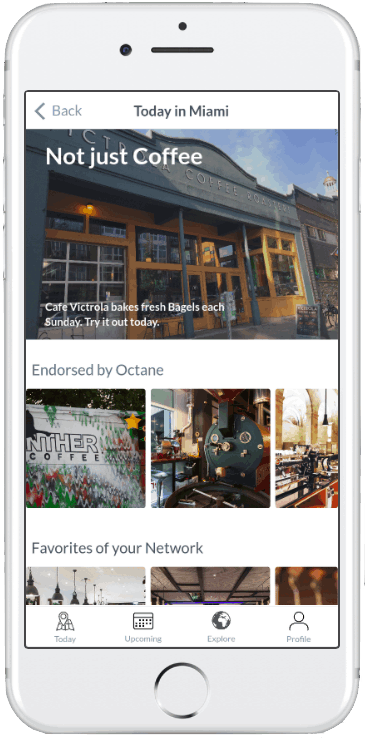 Back
Today in Miami
Not just Coffee
Cafe Victrola bakes fresh Bagels each
Sunday. Try it out today.
Endorsed by Octane
NTHER
COFFEE
Favorites of your Network
Today
Upcoming
Explore
Profile